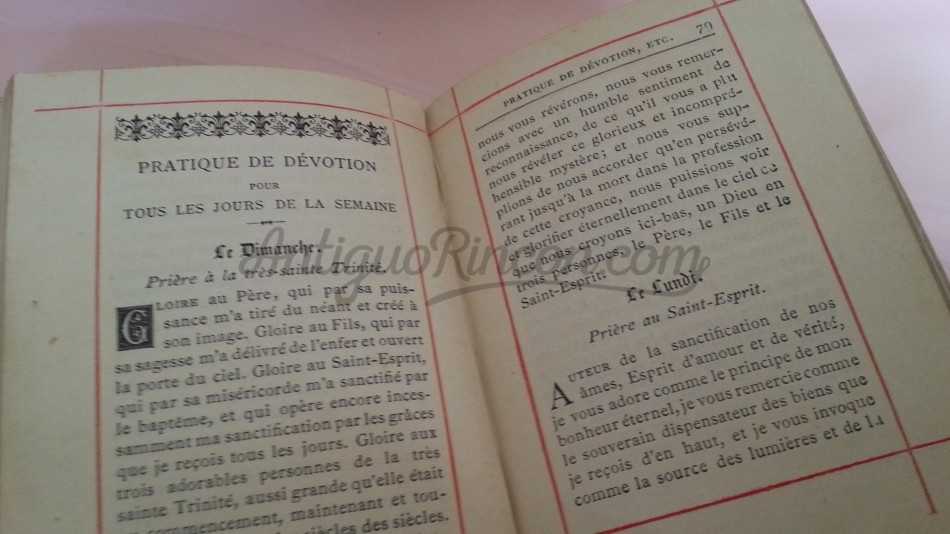 PRATIQUE DE DÉVOTION
POUR
TOUS LES JOURS DE LA SEMAINE
Le Dimanche.
Prière à la très-sainte Trinité.
GLOIRE au Père, qui par sa puis-
sance m'a tiré du néant et créé à
son image. Gloire au Fils, qui par
sa sagesse m'a délivré de l'enfer et ouvert
la porte du ciel. Gloire au Saint-Esprit,
qui par sa miséricorde m'a sanctifié par
le baptême, et qui opère encore inces-
samment ma sanctification par les grâces
que je reçois tous les jours. Gloire aux
trois adorables personnes de la très
sainte Trinité, aussi grande qu'elle était
commencement, maintenant et tou-
siècles des siècles.
PRATIQUE DE DÉVOTION, ETC. 79
nous vous révérons, nous vous remer-
cions avec un humble sentiment de
reconnaissance, de ce qu'il vous a plu
nous révéler ce glorieux et incompré-
hensible mystère; et nous vous sup-
plions de nous accorder qu'en persévé-
rant jusqu'à la mort dans la profession
de cette croyance, nous puissions voir
et glorifier éternellement dans le ciel ce
que nous croyons ici-bas, un Dieu en
trois personnes, le Père, le Fils et le
Saint-Esprit.
Le Lundi.
Prière au Saint-Esprit.
AUTEUR de la sanctification de nos
âmes, Esprit d'amour et de vérité,
je vous adore comme le principe de mon
bonheur éternel, je vous remercie comme
le souverain dispensateur des biens que
je reçois d'en haut, et je vous invoque
comme la source des lumières et de la
AntiguoRincon.com